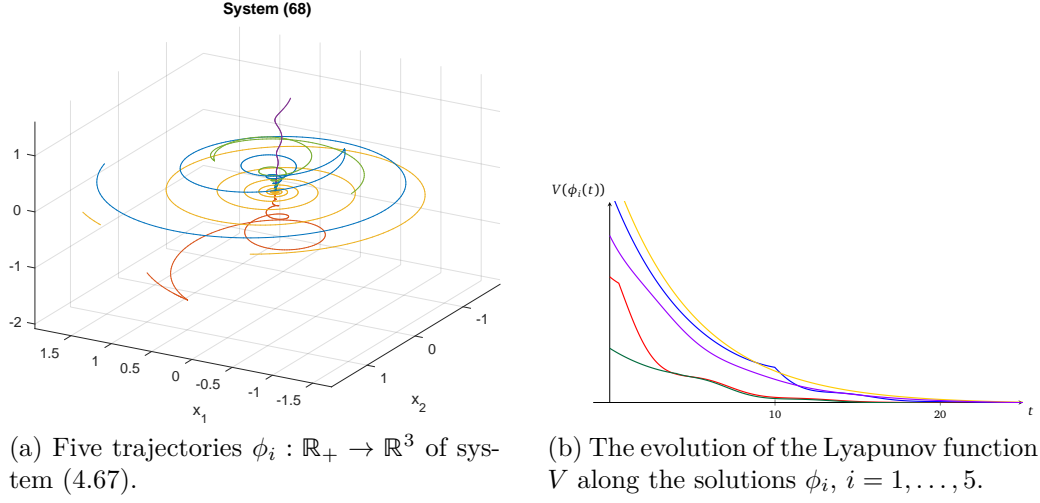 System (68)
1
0
-1
-2
1.5
1
0.5
0
-0.5
-1
-1.5
x1
1
0
-1
x2
V(ϕi(t))
10
20
t
(a) Five trajectories ϕi : ℝ+ → ℝ3 of sys-
tem (4.67).
(b) The evolution of the Lyapunov function
V along the solutions ϕi, i = 1, . . . , 5.